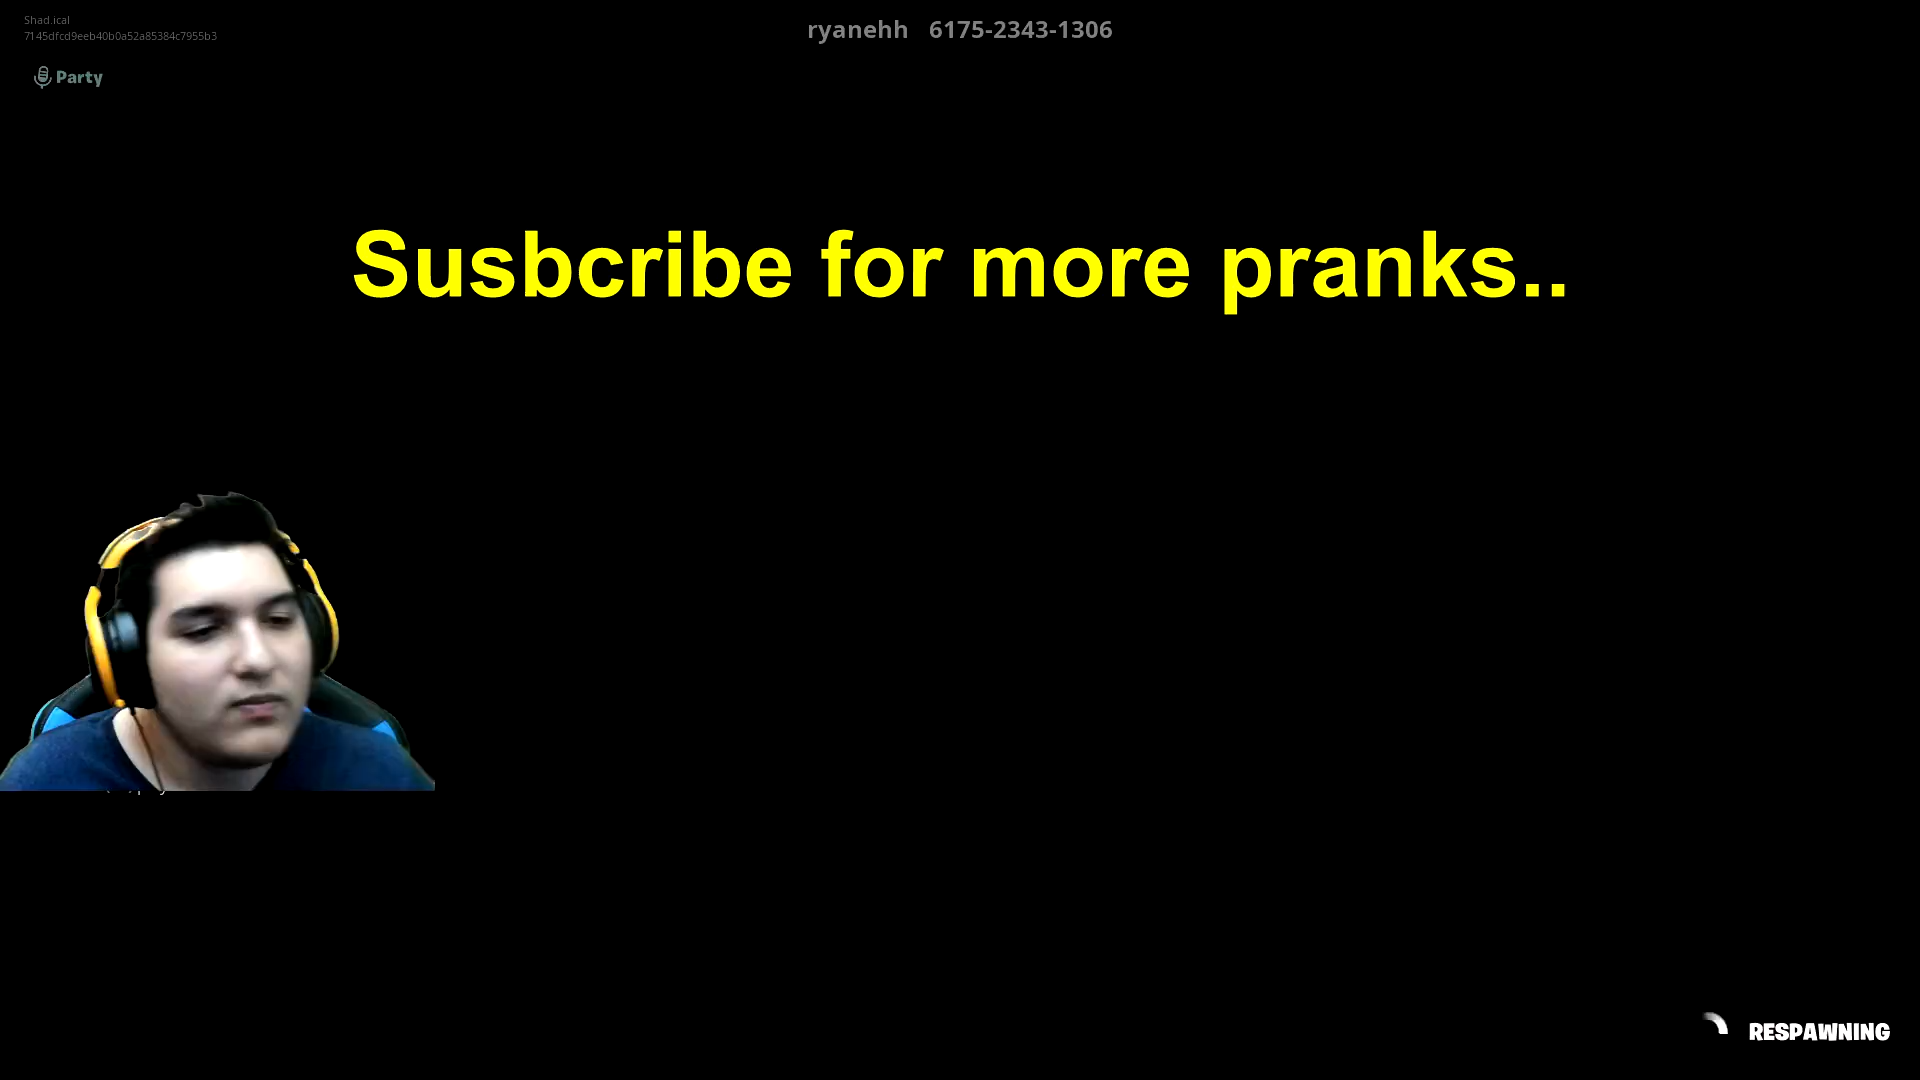 Shad.ical
7145dfcd9eeb40b0a52a85384c7955b3
ryanehh 6175-2343-1306
Party
Susbcribe for more pranks..
RESPAWNING